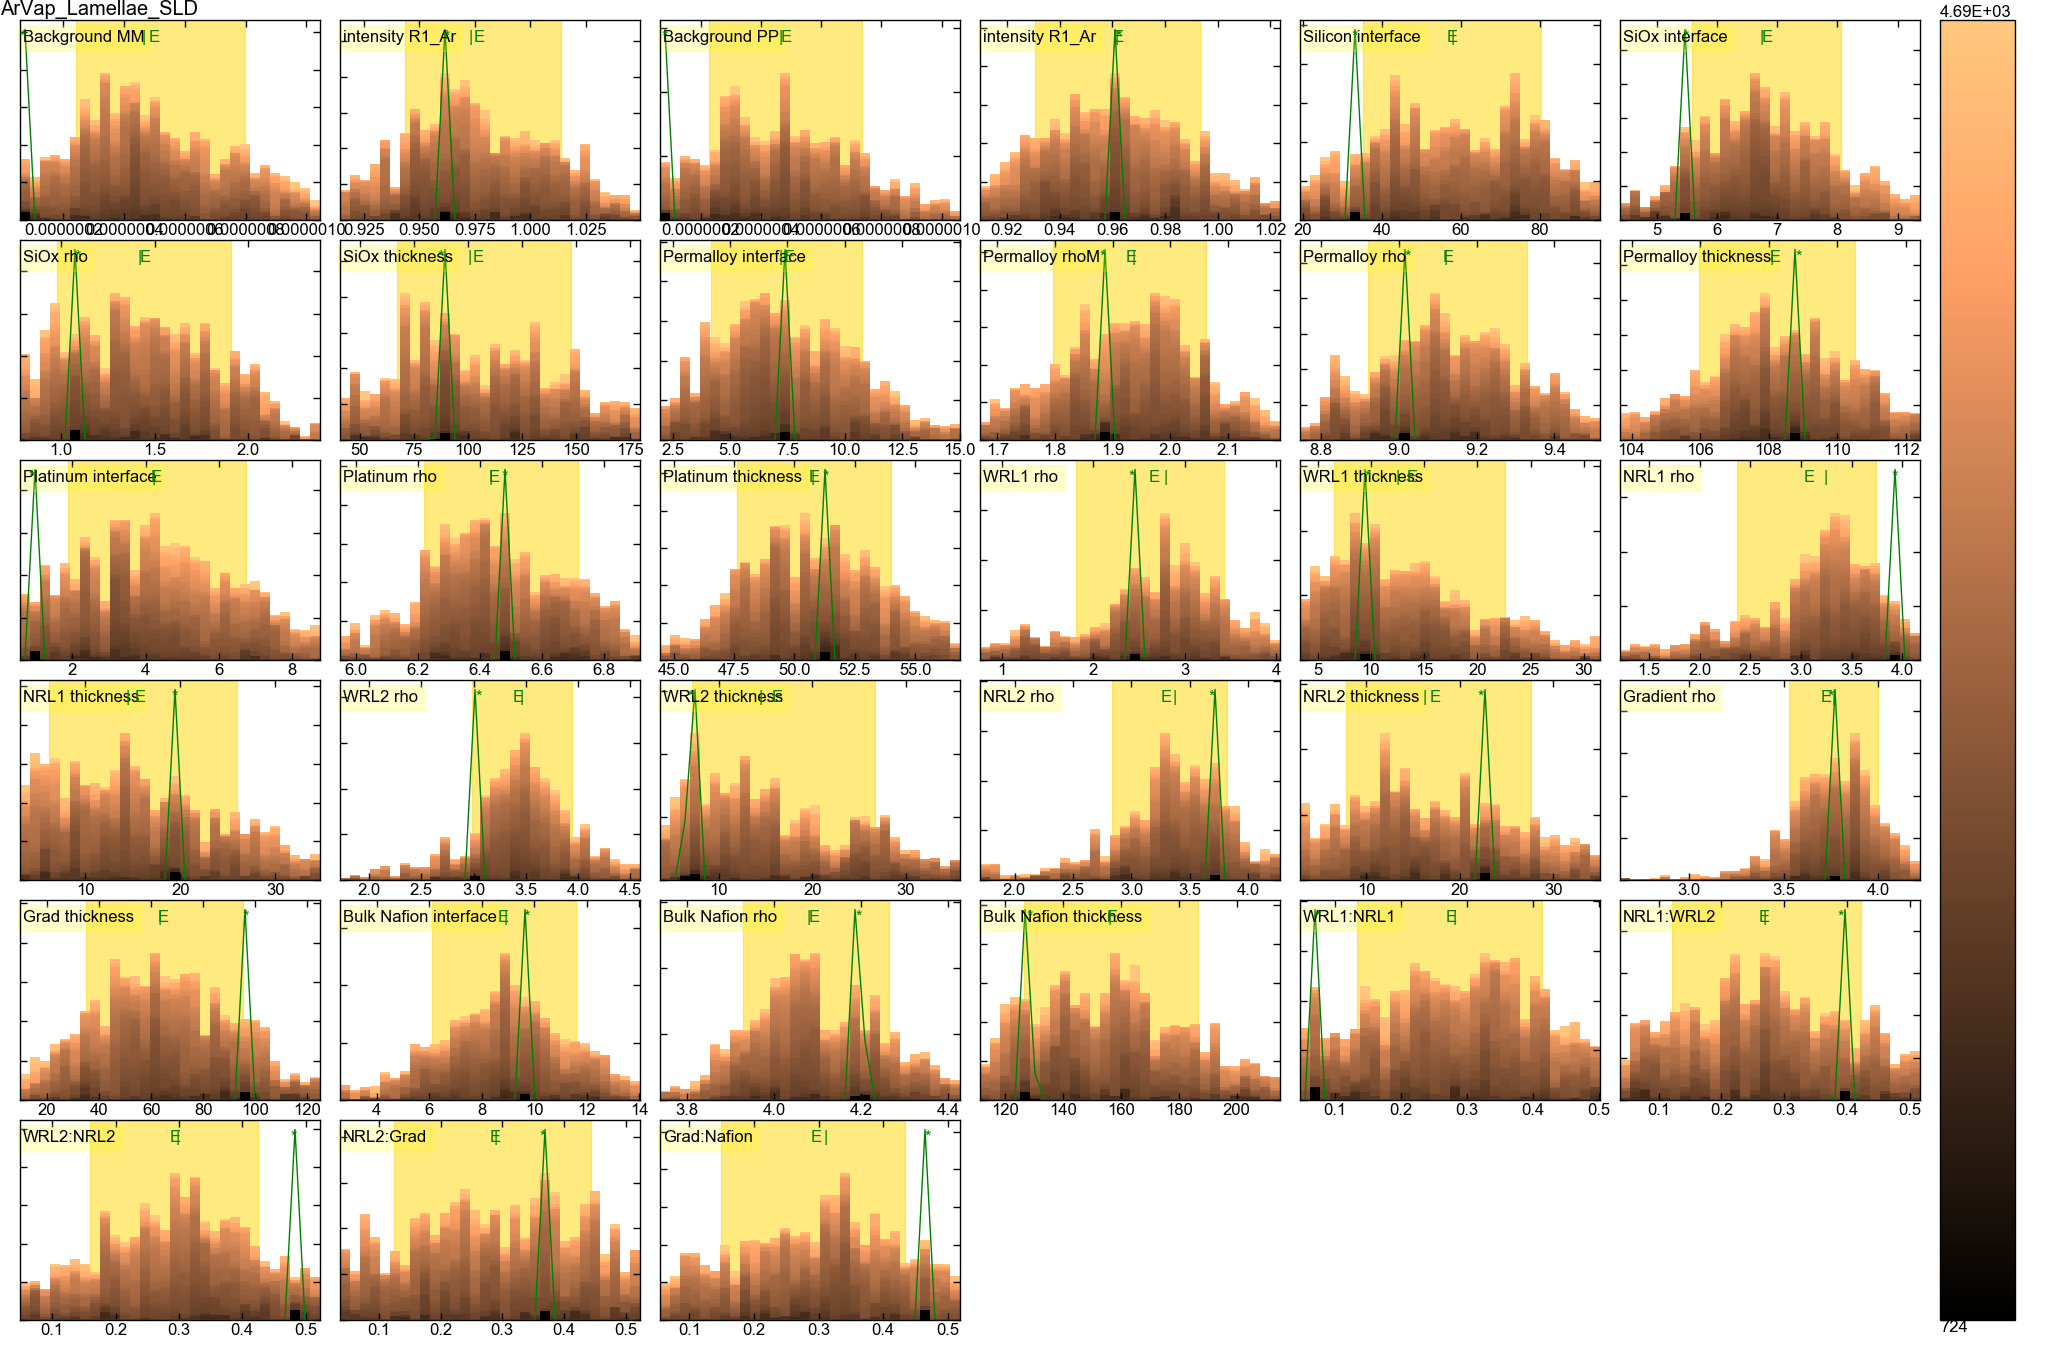 ArVap_Lamellae_SLD
4.69E+03
Background MM | E
intensity R1_Ar * | E
Background PP | E
intensity R1_Ar E
Silicon interface E
SiOx interface | E
0.925 0.950 0.975 1.000 1.025
0.92 0.94 0.96 0.98 1.00 1.02
20 40 60 80
5 6 7 8 9
SiOx rho * | E
SiOx thickness * | E
Permalloy interface
Permalloy rhoM * E
Permalloy rho * E
Permalloy thickness E *
1.0 1.5 2.0
50 75 100 125 150 175
2.5 5.0 7.5 10.0 12.5 15.0
1.7 1.8 1.9 2.0 2.1
8.8 9.0 9.2 9.4
104 106 108 110 112
Platinum interface E
Platinum rho E *
Platinum thickness E *
WRL1 rho * E |
WRL1 thickness
NRL1 rho E | *
2 4 6 8
6.0 6.2 6.4 6.6 6.8
45.0 47.5 50.0 52.5 55.0
1 2 3 4
5 10 15 20 25 30
1.5 2.0 2.5 3.0 3.5 4.0
NRL1 thickness | E *
WRL2 rho * E
WRL2 thickness
NRL2 rho E | *
NRL2 thickness | E *
Gradient rho E *
10 20 30
2.0 2.5 3.0 3.5 4.0 4.5
10 20 30
2.0 2.5 3.0 3.5 4.0
10 20 30
3.0 3.5 4.0
Grad thickness E *
Bulk Nafion interface E *
Bulk Nafion rho | E *
Bulk Nafion thickness
WRL1:NRL1 E
NRL1:WRL2 E *
20 40 60 80 100 120
4 6 8 10 12 14
3.8 4.0 4.2 4.4
120 140 160 180 200
0.1 0.2 0.3 0.4 0.5
0.1 0.2 0.3 0.4 0.5
WRL2:NRL2 E *
NRL2:Grad E *
Grad:Nafion E | *
0.1 0.2 0.3 0.4 0.5
0.1 0.2 0.3 0.4 0.5
0.1 0.2 0.3 0.4 0.5
724